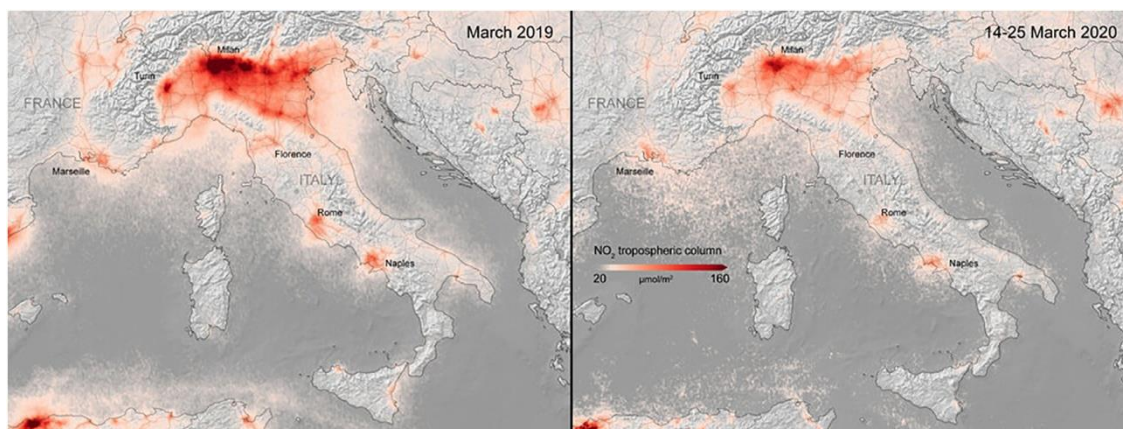 March 2019
Milan
Turin
FRANCE
Florence
Marseille
ITALY
Rome
Naples
14-25 March 2020
Milan
Turin
FRANCE
Florence
Marseille
ITALY
Rome
NO₂ tropospheric column
Naples
20 µmol/m² 160